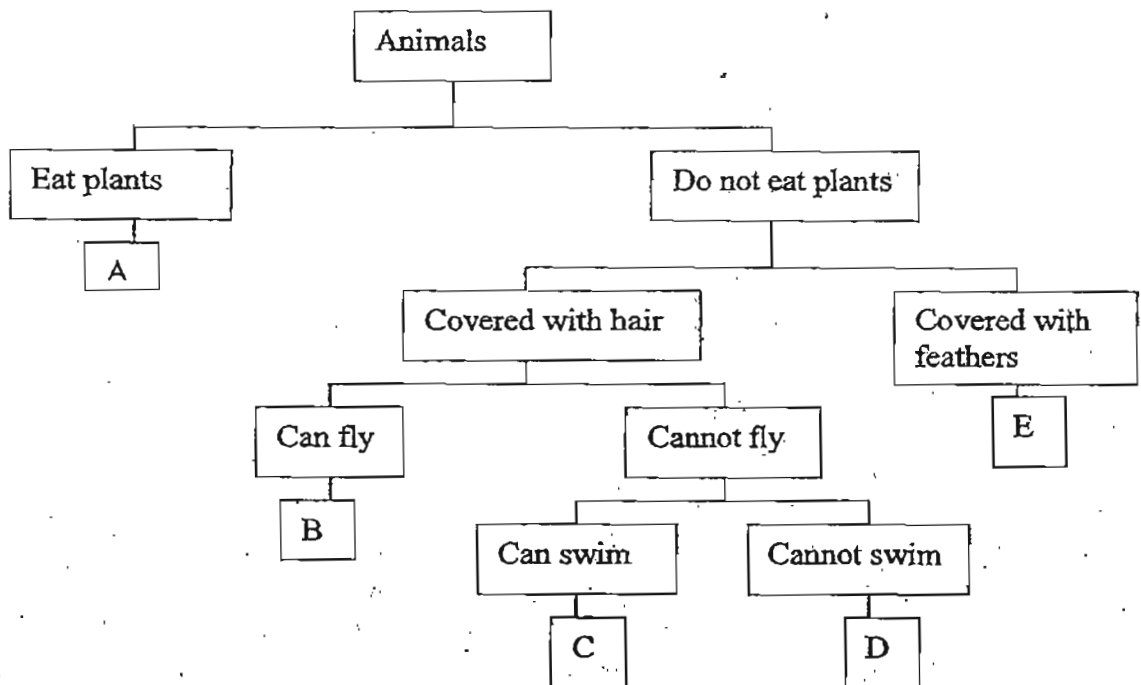 Animals
Eat plants
Do not eat plants
A
Covered with hair
Covered with
feathers
Can fly
Cannot fly
E
B
Can swim
Cannot swim
C
D